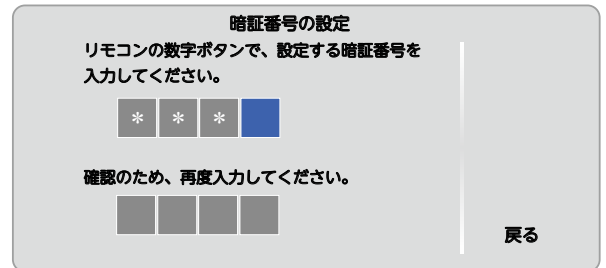 暗証番号の設定
リモコンの数字ボタンで、設定する暗証番号を
入力してください。
* * *
確認のため、再度入力してください。
戻る